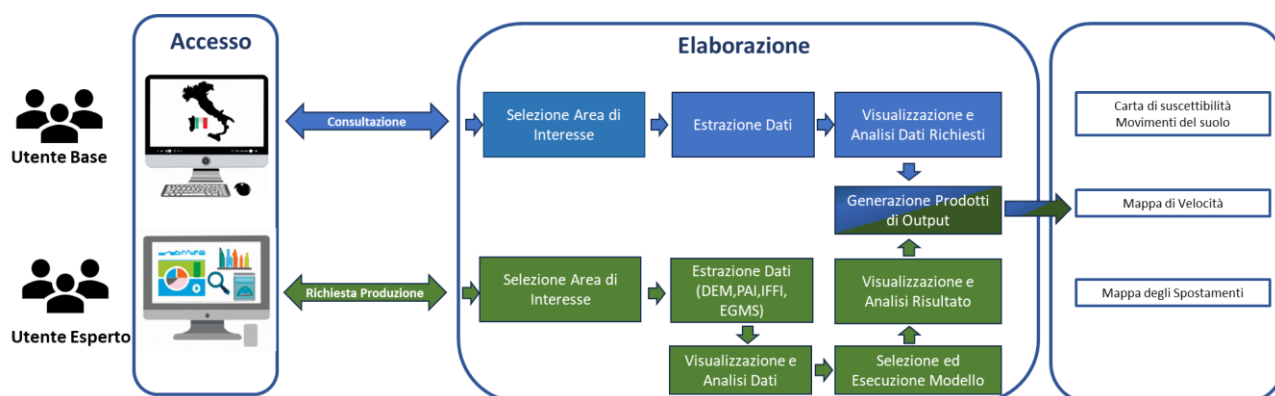 Accesso
Elaborazione
Utente Base
Consultazione
Selezione Area di
Interesse
Estrazione Dati
Visualizzazione e
Analisi Dati Richiesti
Carta di suscettibilità
Movimenti del suolo
Generazione Prodotti
di Output
Mappa di Velocità
Utente Esperto
Richiesta Produzione
Selezione Area di
Interesse
Estrazione Dati
(DEM,PAI,IFFI,
EGMS)
Visualizzazione e
Analisi Risultato
Mappa degli Spostamenti
Visualizzazione e
Analisi Dati
Selezione ed
Esecuzione Modello